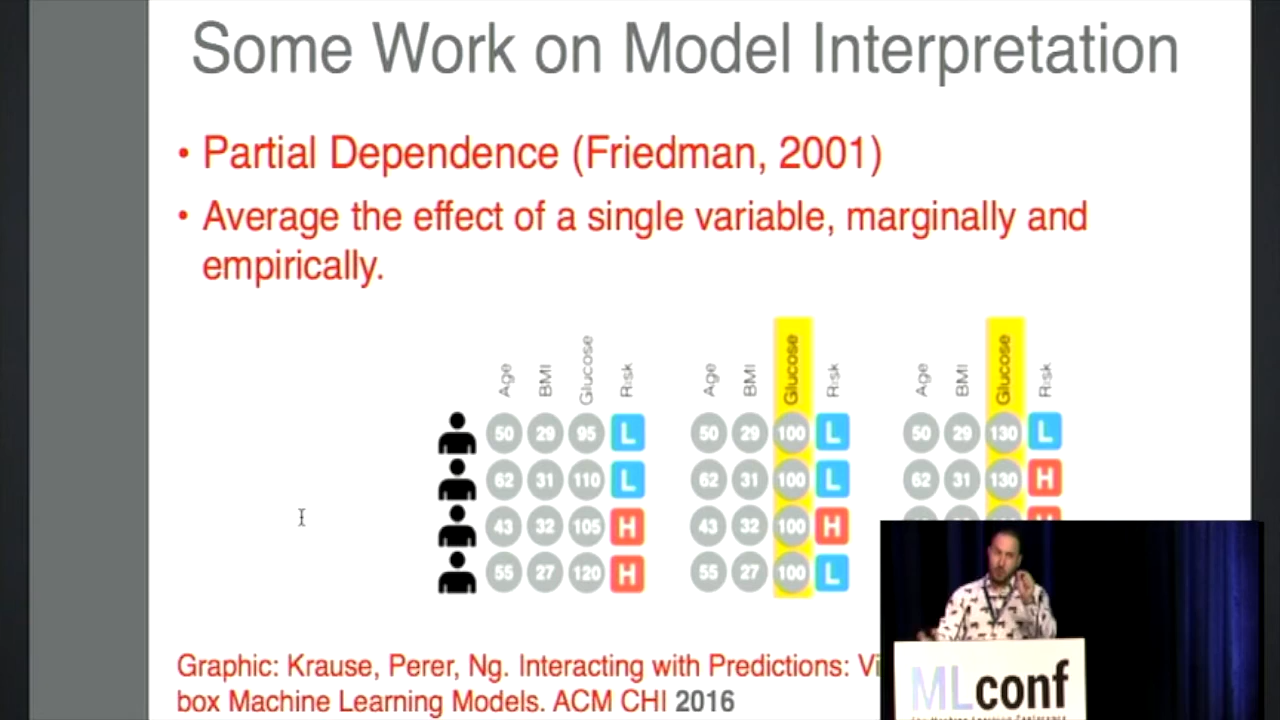 Some Work on Model Interpretation
• Partial Dependence (Friedman, 2001)
• Average the effect of a single variable, marginally and
empirically.
Age BMI Glucose Risk Age BMI Glucose Risk Age BMI Glucose Risk
50 29 95 L 50 29 100 L 50 29 130 L
62 31 110 L 62 31 100 L 62 31 130 H
43 32 105 H 43 32 100 H
55 27 120 H 55 27 100 L
Graphic: Krause, Perer, Ng. Interacting with Predictions:
box Machine Learning Models. ACM CHI 2016
MLconf